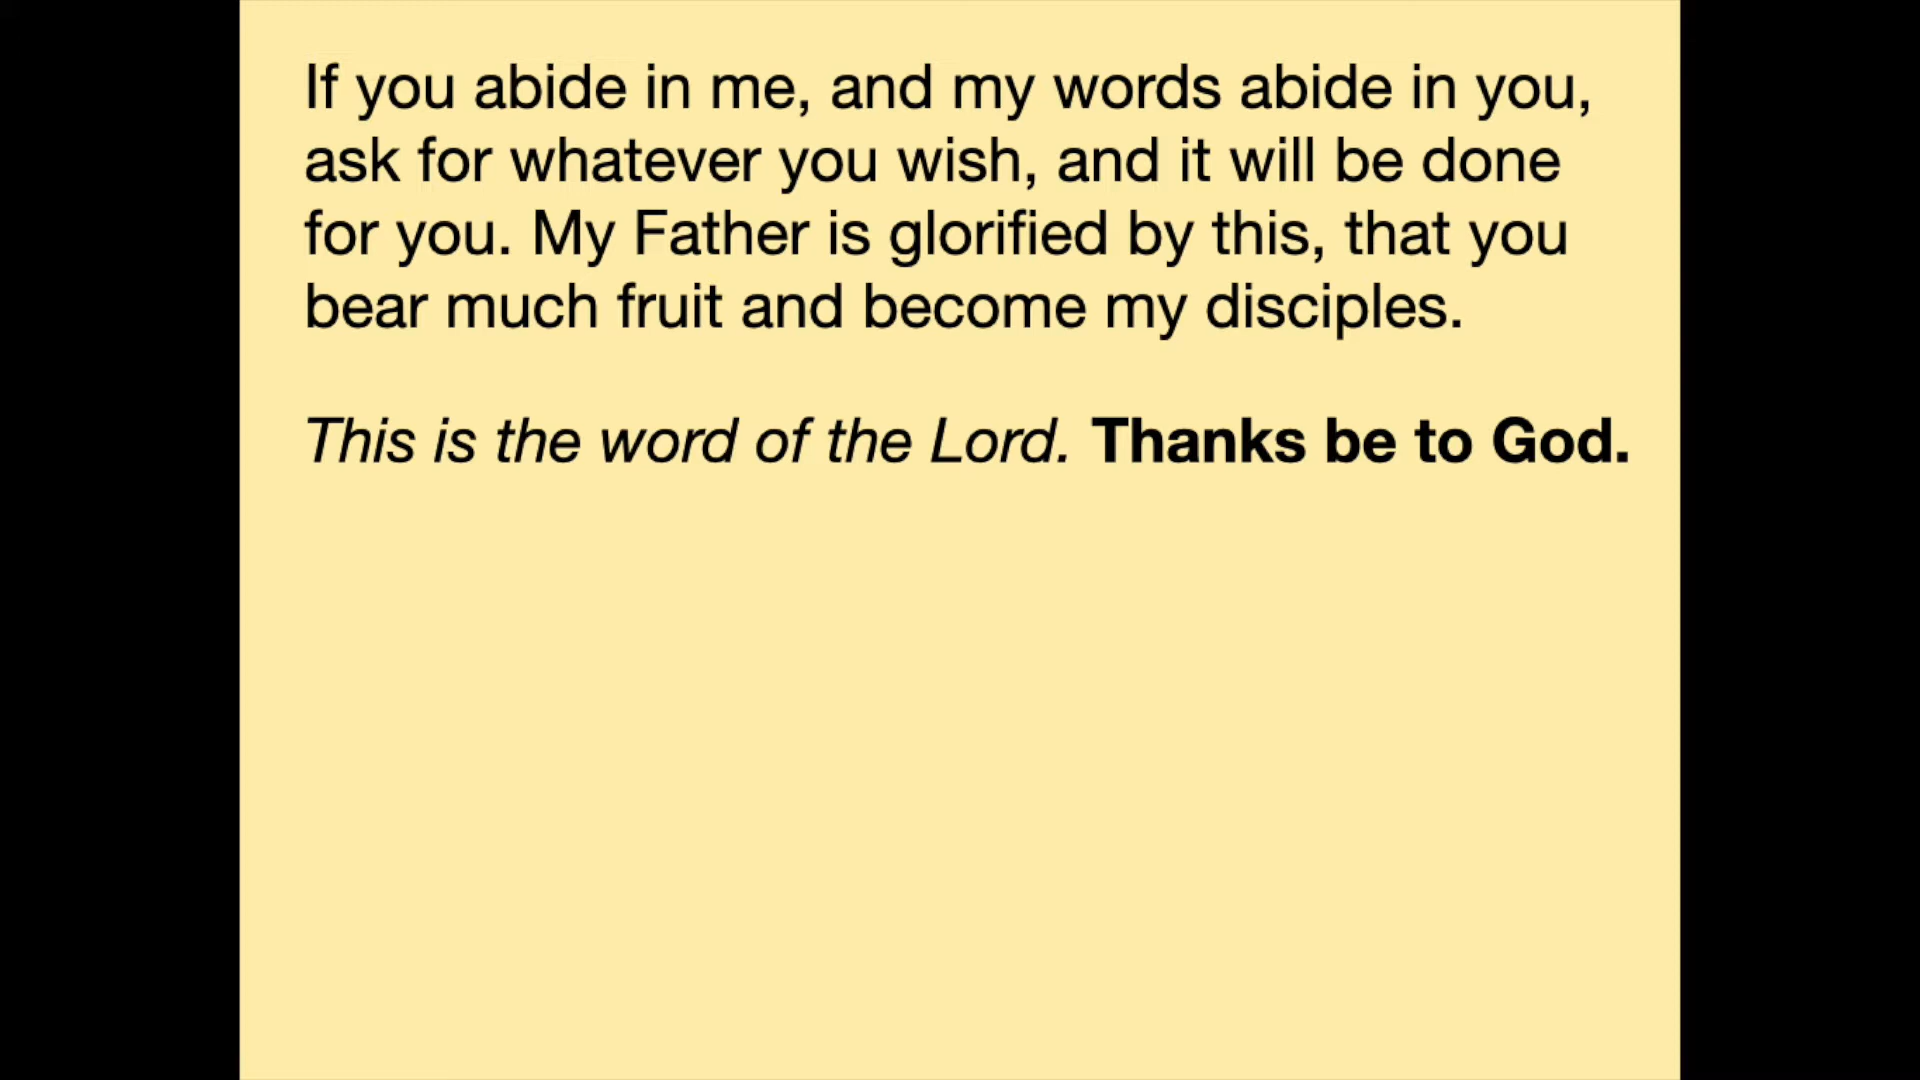 If you abide in me, and my words abide in you,
ask for whatever you wish, and it will be done
for you. My Father is glorified by this, that you
bear much fruit and become my disciples.
This is the word of the Lord. Thanks be to God.